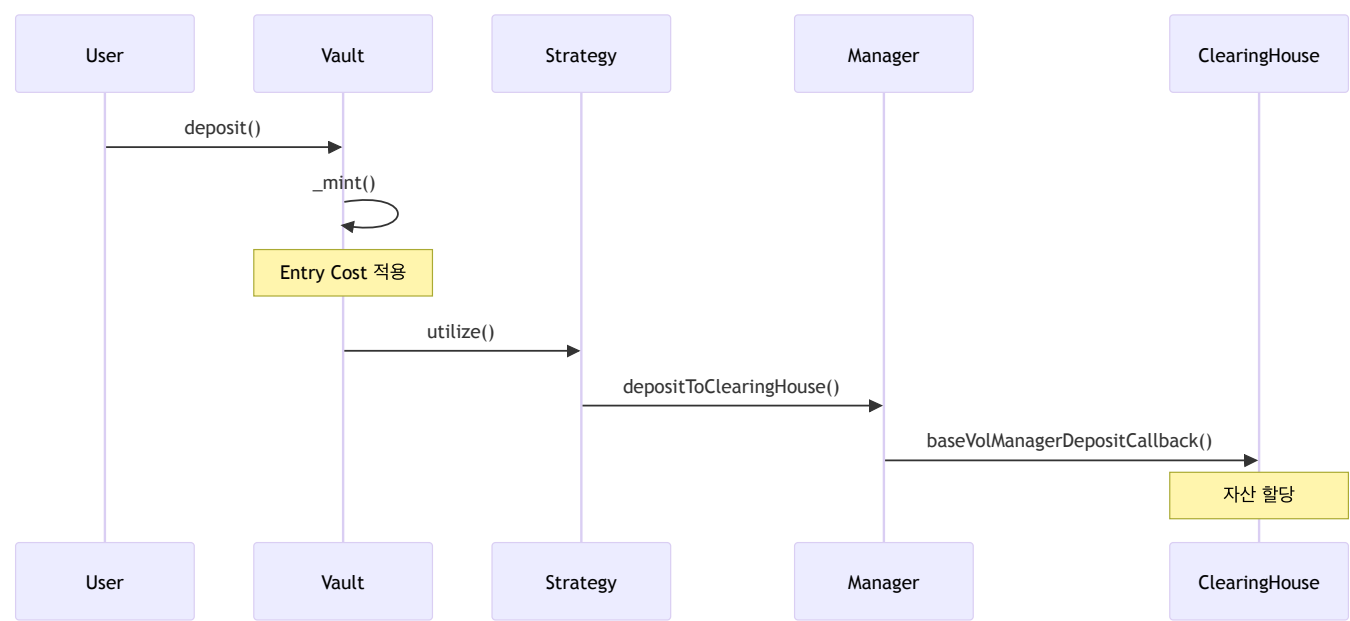 User
Vault
Strategy
Manager
ClearingHouse
deposit()
_mint()
Entry Cost 적용
utilize()
depositToClearingHouse()
baseVolManagerDepositCallback()
자산 할당
User
Vault
Strategy
Manager
ClearingHouse